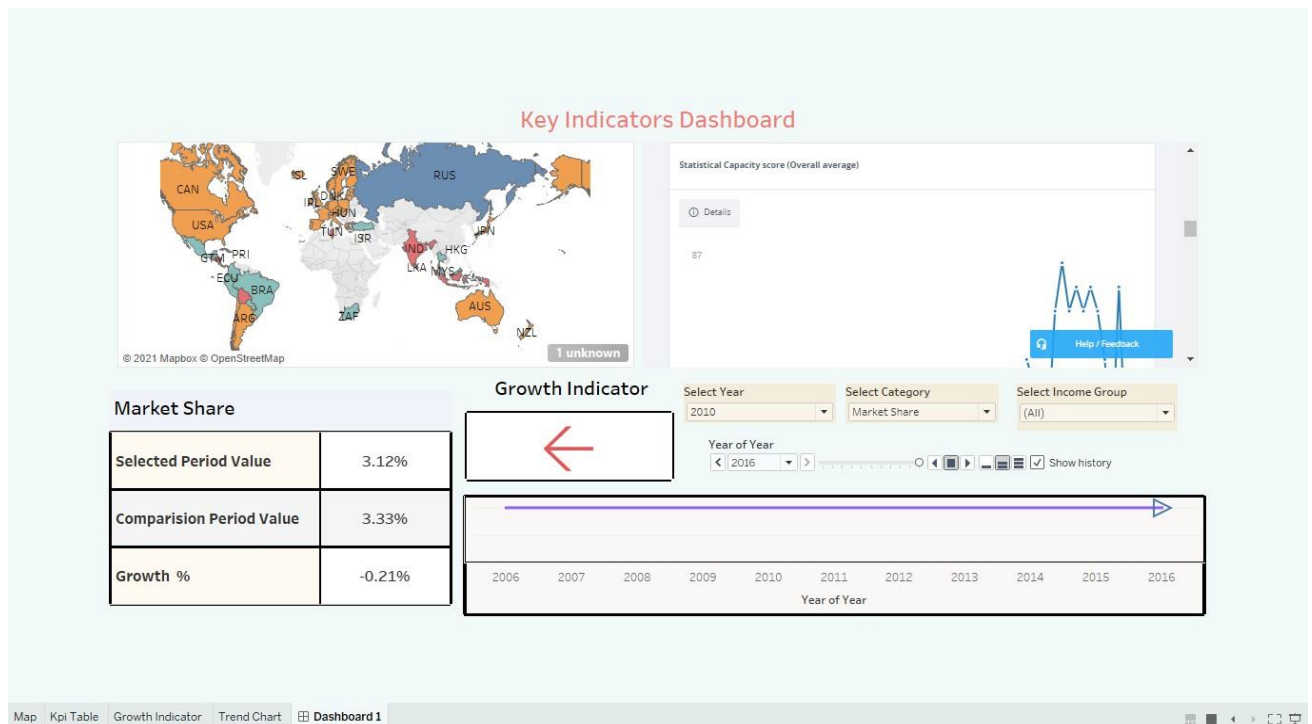 Key Indicators Dashboard
CAN
ISL
SWE
RUS
IRL
DNK
HUN
USA
TUN
ISR
JPN
GTM
PRI
IND
HKG
ECU
LKA
MYS
BRA
ARG
ZAF
AUS
NZL
© 2021 Mapbox © OpenStreetMap
1 unknown
Statistical Capacity score (Overall average)
Details
87
Help / Feedback
Market Share
Selected Period Value 3.12%
Comparision Period Value 3.33%
Growth % -0.21%
Growth Indicator
Select Year
2010
Select Category
Market Share
Select Income Group
(All)
Year of Year
2016
Show history
2006 2007 2008 2009 2010 2011 2012 2013 2014 2015 2016
Year of Year
Map Kpi Table Growth Indicator Trend Chart Dashboard 1